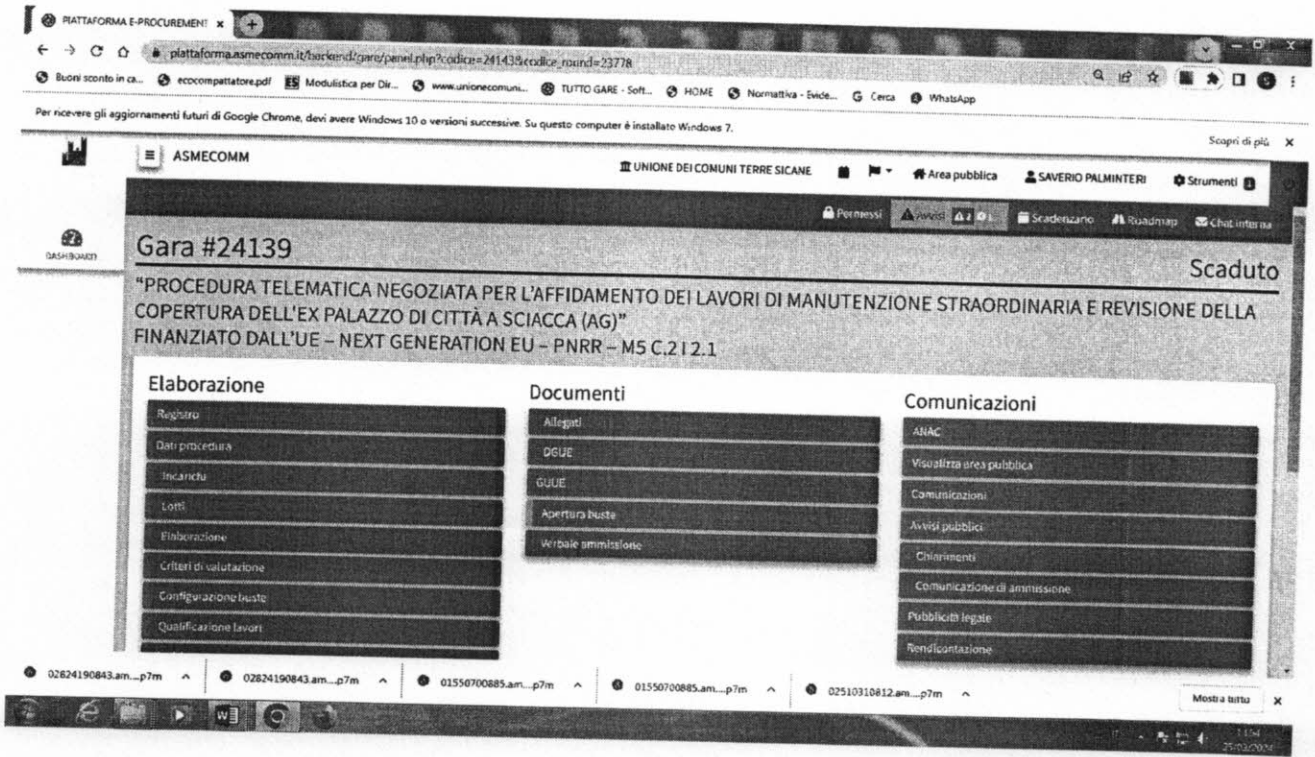 PIATTAFORMA E-PROCUREMENT
piattaforma.asmecomm.it/backend/gare/pannel.php?codice=24143&codice_round=23778
Buoni sconto in ca... ecocompattatore.pdf Modulistica per Dir... www.unionecomuni... TUTTO GARE - Soft... HOME Normattiva - Evide... Cerca WhatsApp
Per ricevere gli aggiornamenti futuri di Google Chrome, devi avere Windows 10 o versioni successive. Su questo computer è installato Windows 7.
Scopri di più
ASMECOMM
UNIONE DEI COMUNI TERRE SICANE Area pubblica SAVERIO PALMINTERI Strumenti
Permessi Avvisi Scadenzario Roadmap Chat interna
DASHBOARD
Gara #24139
Scaduto
“PROCEDURA TELEMATICA NEGOZIATA PER L'AFFIDAMENTO DEI LAVORI DI MANUTENZIONE STRAORDINARIA E REVISIONE DELLA
COPERTURA DELL'EX PALAZZO DI CITTÀ A SCIACCA (AG)”
FINANZIATO DALL'UE – NEXT GENERATION EU – PNRR – M5 C.2 I 2.1
Elaborazione
Registro
Dati procedura
Incarichi
Lotti
Elaborazione
Criteri di valutazione
Configurazione buste
Qualificazione lavori
Documenti
Allegati
DGUE
GUUE
Apertura buste
Verbale ammissione
Comunicazioni
ANAC
Visualizza area pubblica
Comunicazioni
Avvisi pubblici
Chiarimenti
Comunicazione di ammissione
Pubblicità legale
Rendicontazione
02824190843.am....p7m 02824190843.am....p7m 01550700885.am....p7m 01550700885.am....p7m 02510310812.am....p7m
Mostra tutto
25/03/2024